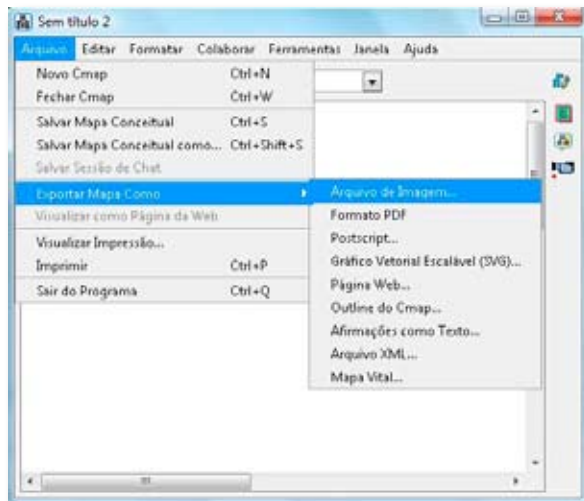 Sem título 2
Arquivo Editar Formatar Colaborar Ferramentas Janela Ajuda
Novo Cmap Ctrl+N
Fechar Cmap Ctrl+W
Salvar Mapa Conceitual Ctrl+S
Salvar Mapa Conceitual como... Ctrl+Shift+S
Salvar Sessão de Chat
Exportar Mapa Como
Visualizar como Página da Web
Visualizar Impressão...
Imprimir Ctrl+P
Sair do Programa Ctrl+Q
Arquivo de Imagem...
Formato PDF
Postscript...
Gráfico Vetorial Escalável (SVG)...
Página Web...
Outline do Cmap...
Afirmações como Texto...
Arquivo XML...
Mapa Vital...